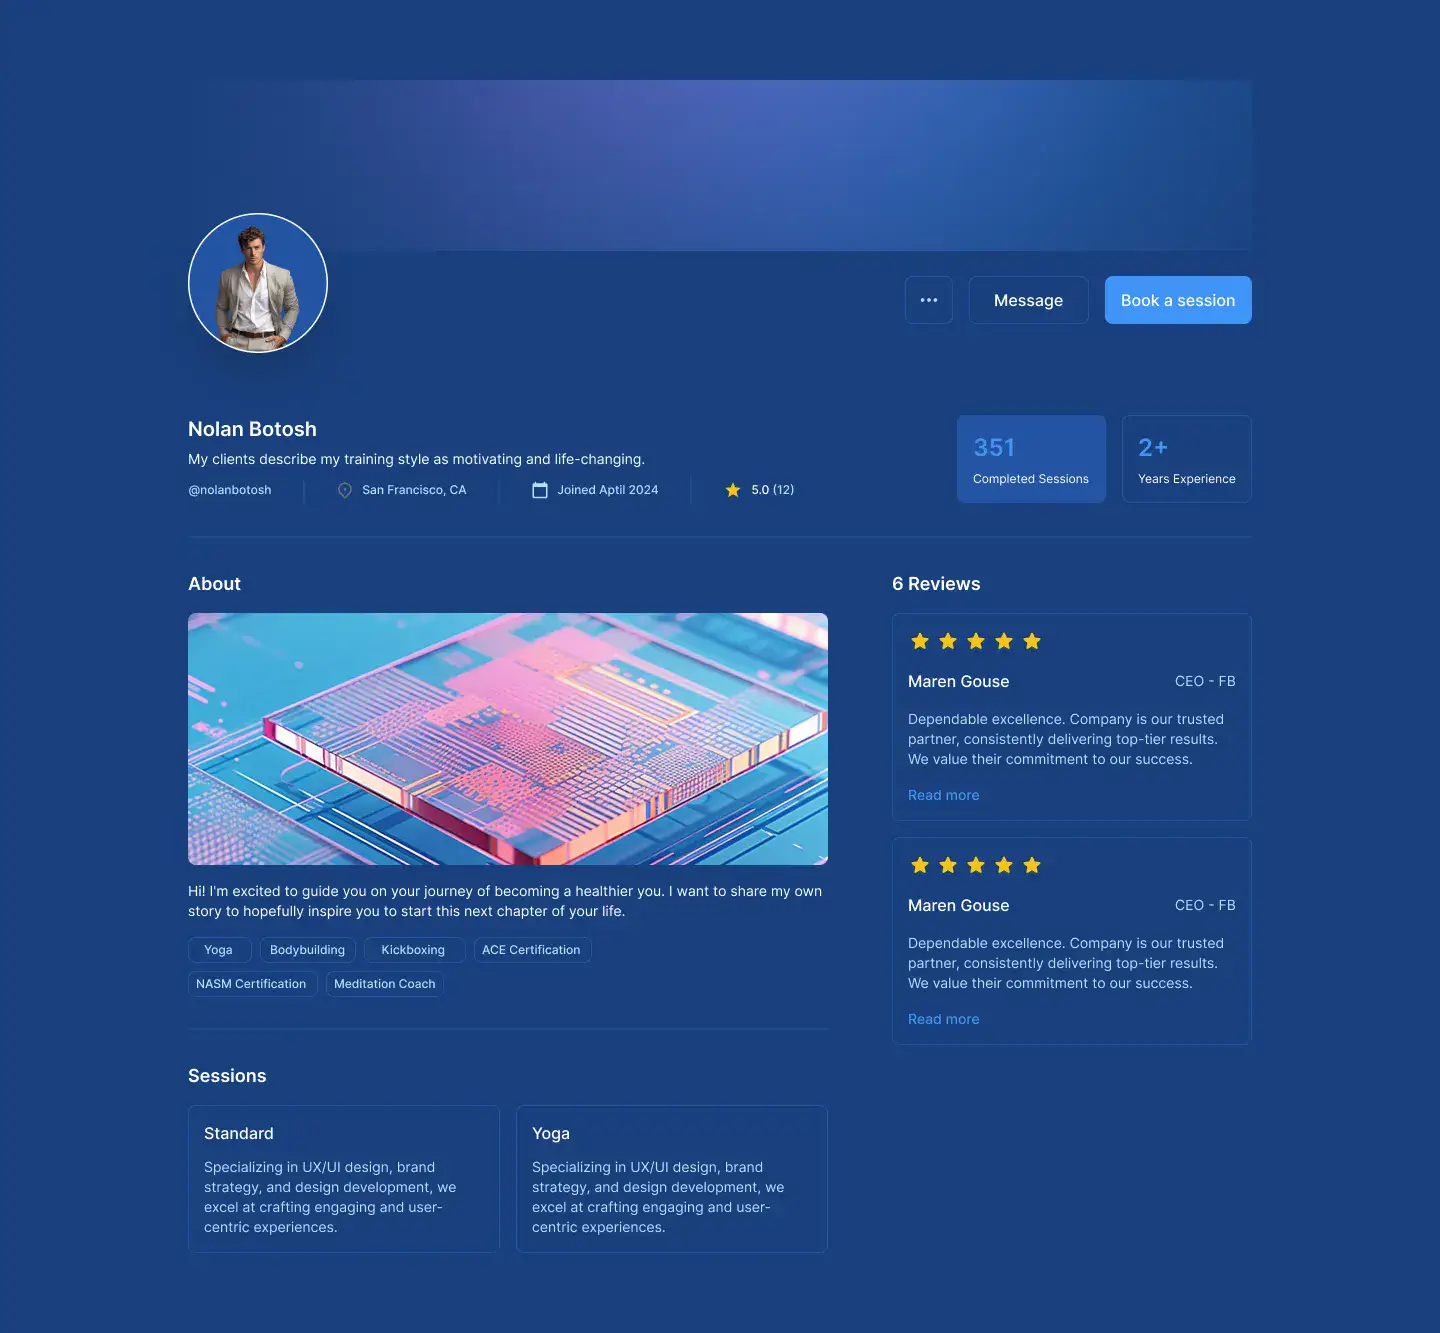 Message
Book a session
Nolan Botosh
My clients describe my training style as motivating and life-changing.
@nolanbotosh
San Francisco, CA
Joined Aptil 2024
5.0 (12)
351
Completed Sessions
2+
Years Experience
About
Hi! I'm excited to guide you on your journey of becoming a healthier you. I want to share my own
story to hopefully inspire you to start this next chapter of your life.
Yoga
Bodybuilding
Kickboxing
ACE Certification
NASM Certification
Meditation Coach
Sessions
Standard
Specializing in UX/UI design, brand
strategy, and design development, we
excel at crafting engaging and user-
centric experiences.
Yoga
Specializing in UX/UI design, brand
strategy, and design development, we
excel at crafting engaging and user-
centric experiences.
6 Reviews
Maren Gouse
CEO - FB
Dependable excellence. Company is our trusted
partner, consistently delivering top-tier results.
We value their commitment to our success.
Read more
Maren Gouse
CEO - FB
Dependable excellence. Company is our trusted
partner, consistently delivering top-tier results.
We value their commitment to our success.
Read more